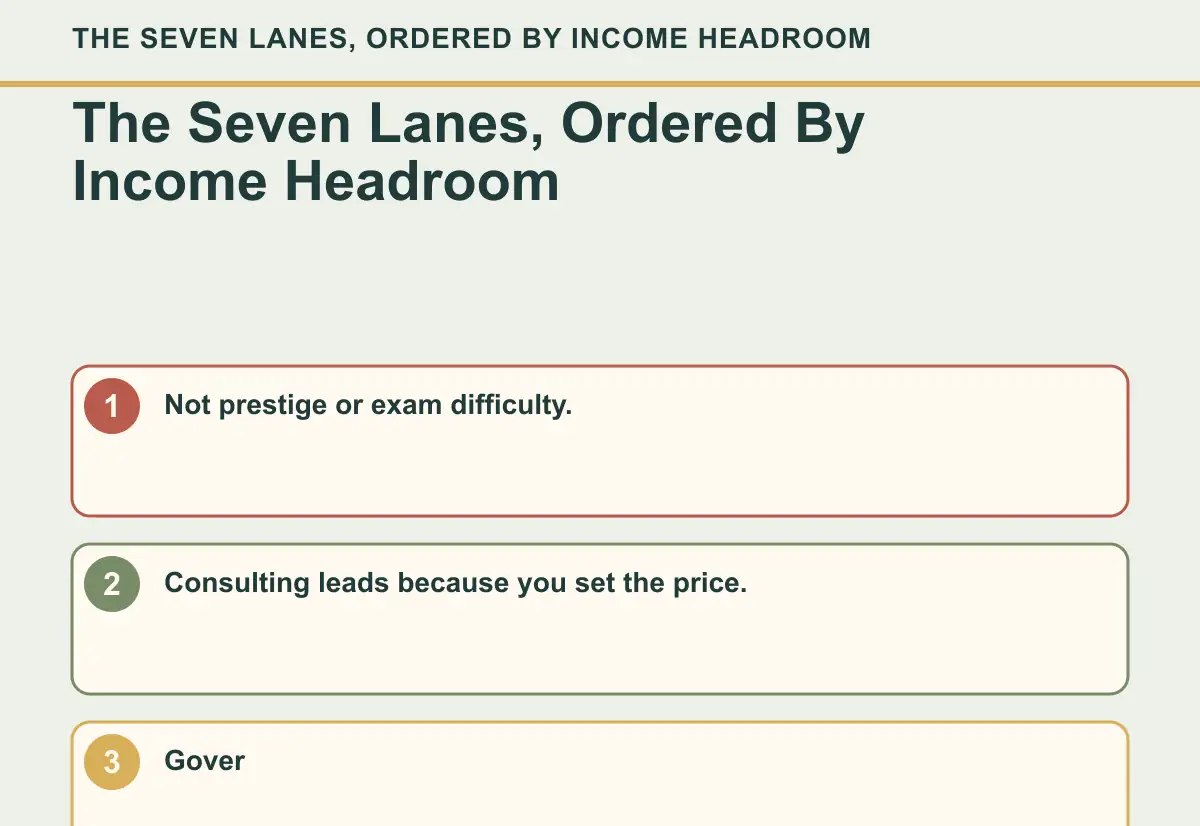 THE SEVEN LANES, ORDERED BY INCOME HEADROOM
The Seven Lanes, Ordered By
Income Headroom
1
Not prestige or exam difficulty.
2
Consulting leads because you set the price.
3
Gover